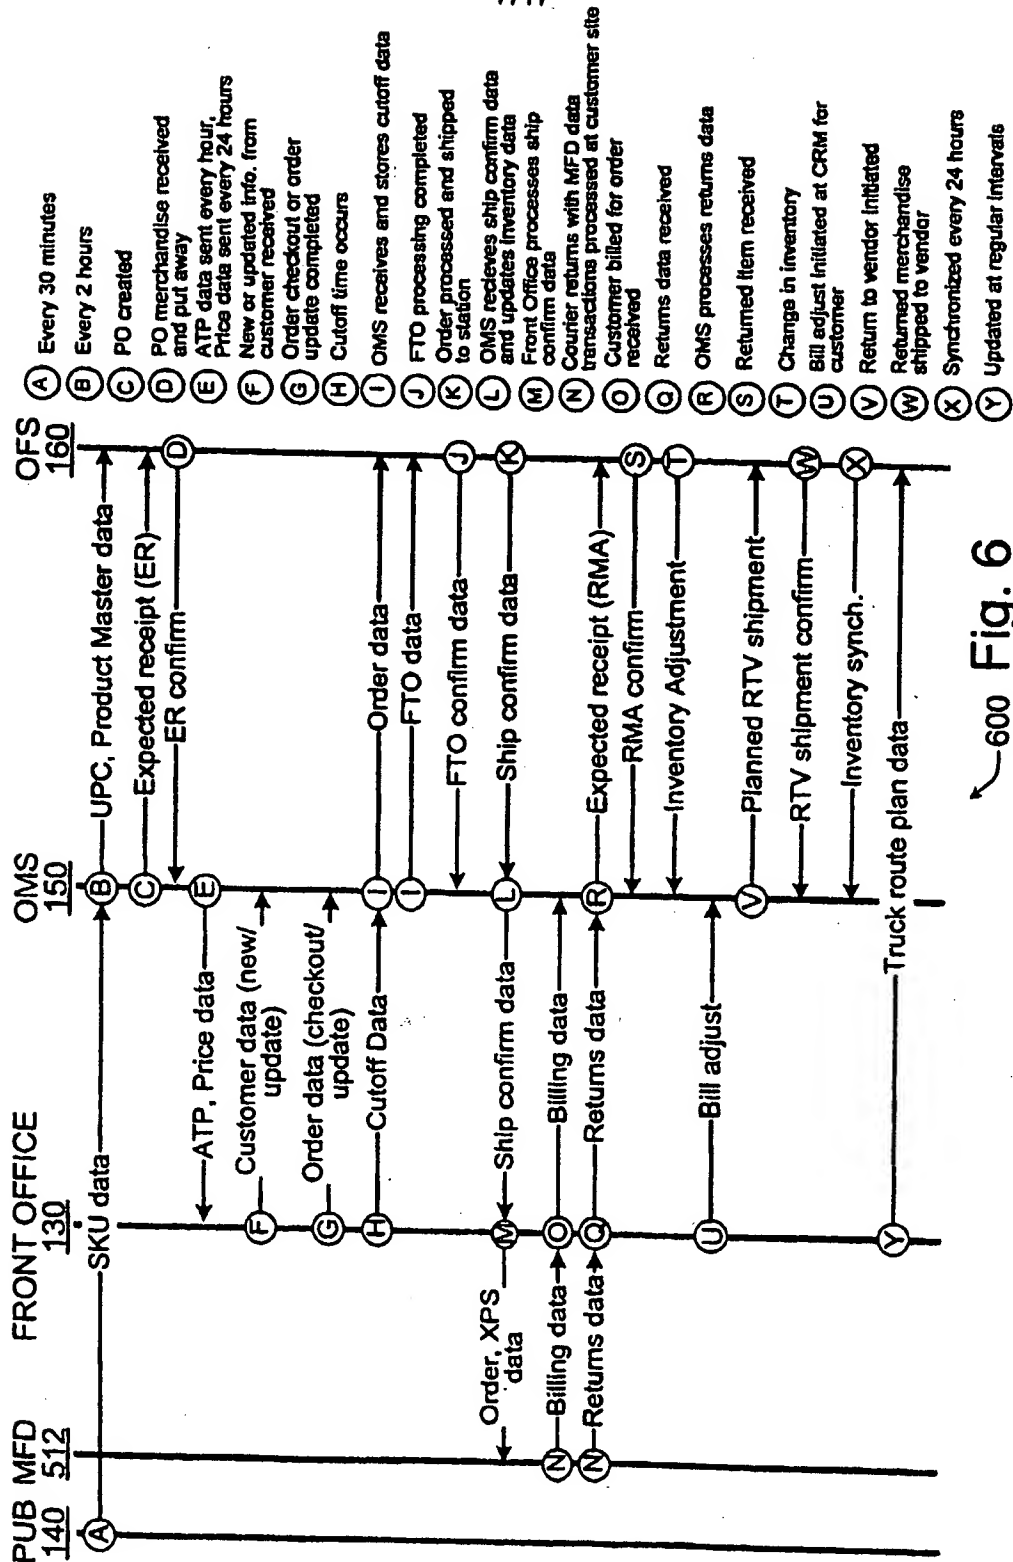 PUB MFD FRONT OFFICE OMS OFS
140 512 130 150 160
SKU data
UPC, Product Master data
Expected receipt (ER)
ER confirm
ATP, Price data
Customer data (new/
update)
Order data (checkout/
update)
Cutoff Data
Order data
FTO data
FTO confirm data
Ship confirm data
Ship confirm data
Order, XPS
data
Billing data
Billing data
Returns data
Returns data
Expected receipt (RMA)
RMA confirm
Inventory Adjustment
Bill adjust
Planned RTV shipment
RTV shipment confirm
Inventory synch.
Truck route plan data
A
B
C
D
E
F
G
H
I
I
J
L
K
M
N
O
N
Q
R
S
T
U
V
W
X
Y
A Every 30 minutes
B Every 2 hours
C PO created
D PO merchandise received
and put away
E ATP data sent every hour,
Price data sent every 24 hours
F New or updated info. from
customer received
G Order checkout or order
update completed
H Cutoff time occurs
I OMS receives and stores cutoff data
J FTO processing completed
K Order processed and shipped
to station
L OMS recieves ship confirm data
and updates inventory data
M Front Office processes ship
confirm data
N Courier returns with MFD data
transactions processed at customer site
O Customer billed for order
received
Q Returns data received
R OMS processes returns data
S Returned item received
T Change in inventory
U Bill adjust initiated at CRM for
customer
V Return to vendor initiated
W Returned merchandise
shipped to vendor
X Synchronized every 24 hours
Y Updated at regular intervals
600 Fig. 6